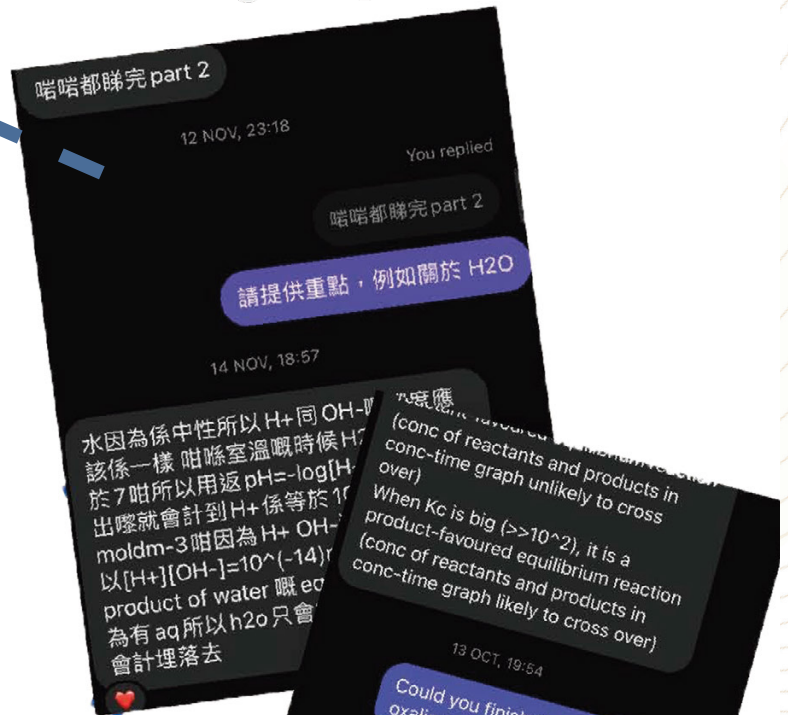 啱啱都睇完 part 2
12 NOV, 23:18
You replied
啱啱都睇完 part 2
請提供重點，例如關於 H2O
14 NOV, 18:57
水因為係中性所以 H+ 同 OH-
該係一樣 咁喺室溫嘅時候
於 7 咁所以用返 pH=-log
出嚟就會計到 H+ 係等於
moldm-3 咁因為 H+ OH-
以[H+][OH-]=10^(-14)
product of water 嘅
為有 aq 所以 h2o 只會
會計埋落去
(conc of reactants and products in
conc-time graph unlikely to cross
over)
When Kc is big (>>10^2), it is a
product-favoured equilibrium reaction
(conc of reactants and products in
conc-time graph likely to cross over)
13 OCT, 19:54
Could you